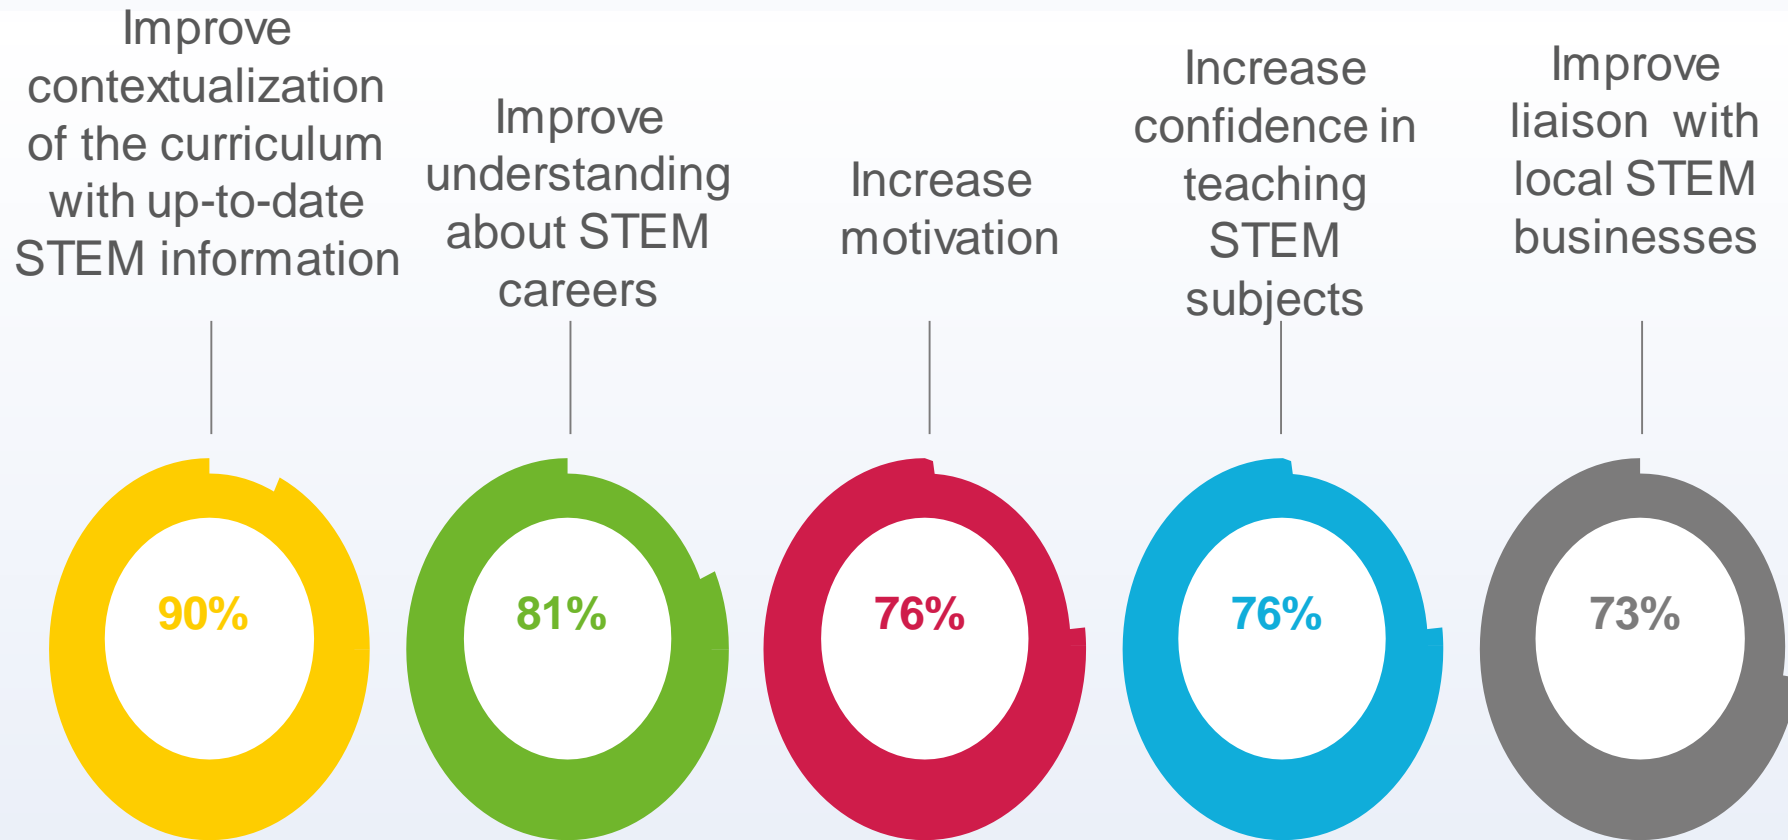 Improve
contextualization
of the curriculum
with up-to-date
STEM information
Improve
understanding
about STEM
careers
Increase
motivation
Increase
confidence in
teaching
STEM
subjects
Improve
liaison  with
local STEM
businesses
90%
81%
76%
76%
73%